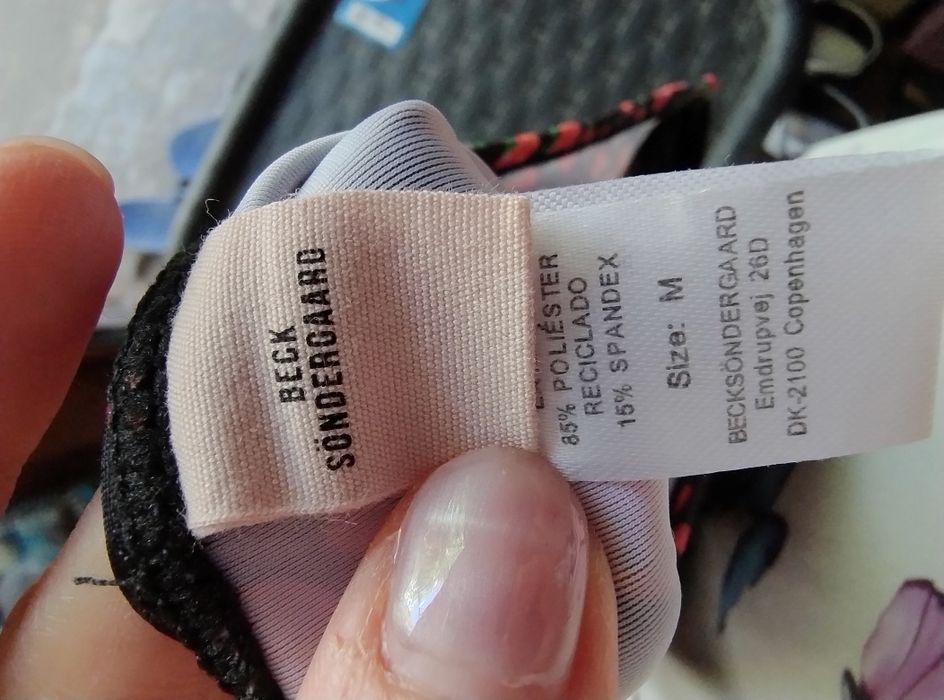 BECK
SÖNDERGAARD
85% POLIÉSTER
RECICLADO
15% SPANDEX
Size: M
BECKSÖNDERGAARD
Emdrupvej 26D
DK-2100 Copenhagen